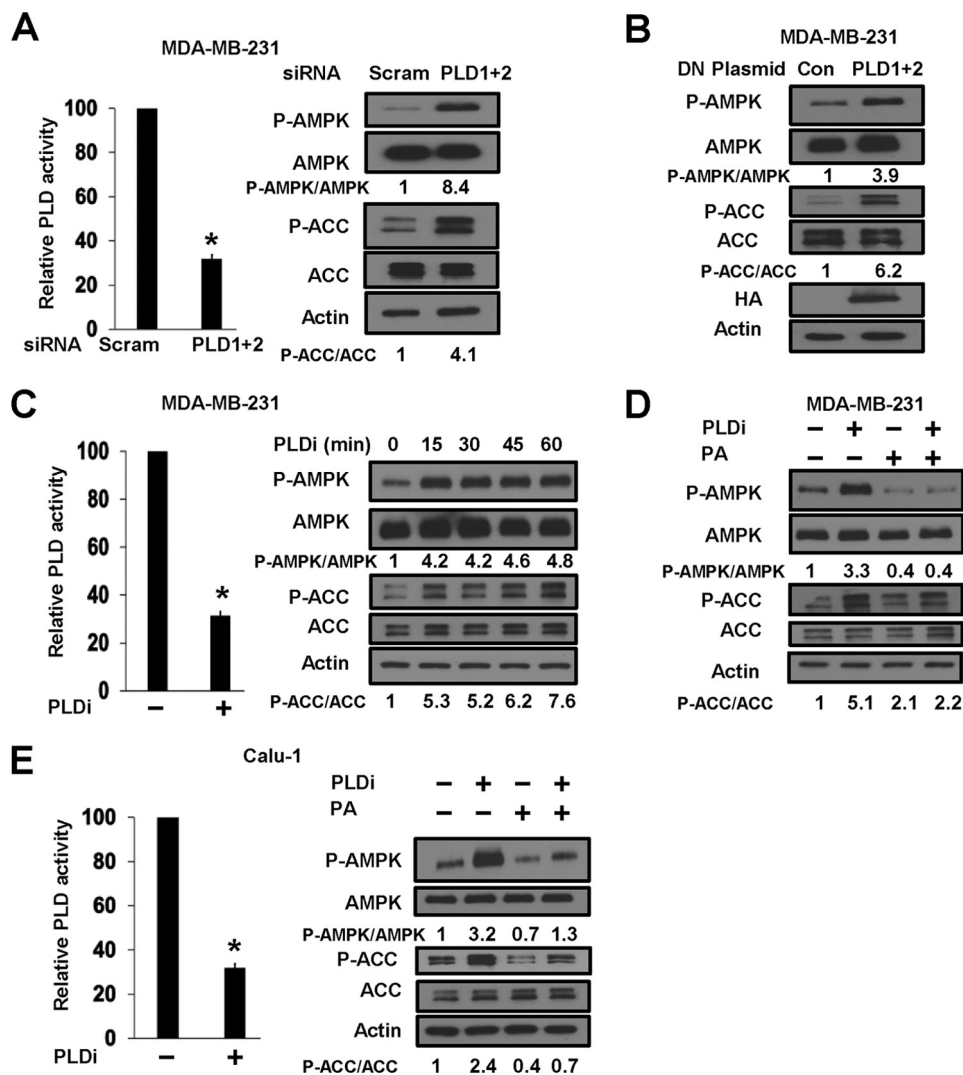 A
MDA-MB-231
Relative PLD activity
100
80
60
40
20
0
*
siRNA Scram PLD1+2
siRNA Scram PLD1+2
P-AMPK
AMPK
P-AMPK/AMPK 1 8.4
P-ACC
ACC
Actin
P-ACC/ACC 1 4.1
B
MDA-MB-231
DN Plasmid Con PLD1+2
P-AMPK
AMPK
P-AMPK/AMPK 1 3.9
P-ACC
ACC
P-ACC/ACC 1 6.2
HA
Actin
C
MDA-MB-231
Relative PLD activity
100
80
60
40
20
0
*
PLDi − +
PLDi (min) 0 15 30 45 60
P-AMPK
AMPK
P-AMPK/AMPK 1 4.2 4.2 4.6 4.8
P-ACC
ACC
Actin
P-ACC/ACC 1 5.3 5.2 6.2 7.6
D
MDA-MB-231
PLDi − + − +
PA − − + +
P-AMPK
AMPK
P-AMPK/AMPK 1 3.3 0.4 0.4
P-ACC
ACC
Actin
P-ACC/ACC 1 5.1 2.1 2.2
E
Calu-1
Relative PLD activity
100
80
60
40
20
0
*
PLDi − +
PLDi − + − +
PA − − + +
P-AMPK
AMPK
P-AMPK/AMPK 1 3.2 0.7 1.3
P-ACC
ACC
Actin
P-ACC/ACC 1 2.4 0.4 0.7